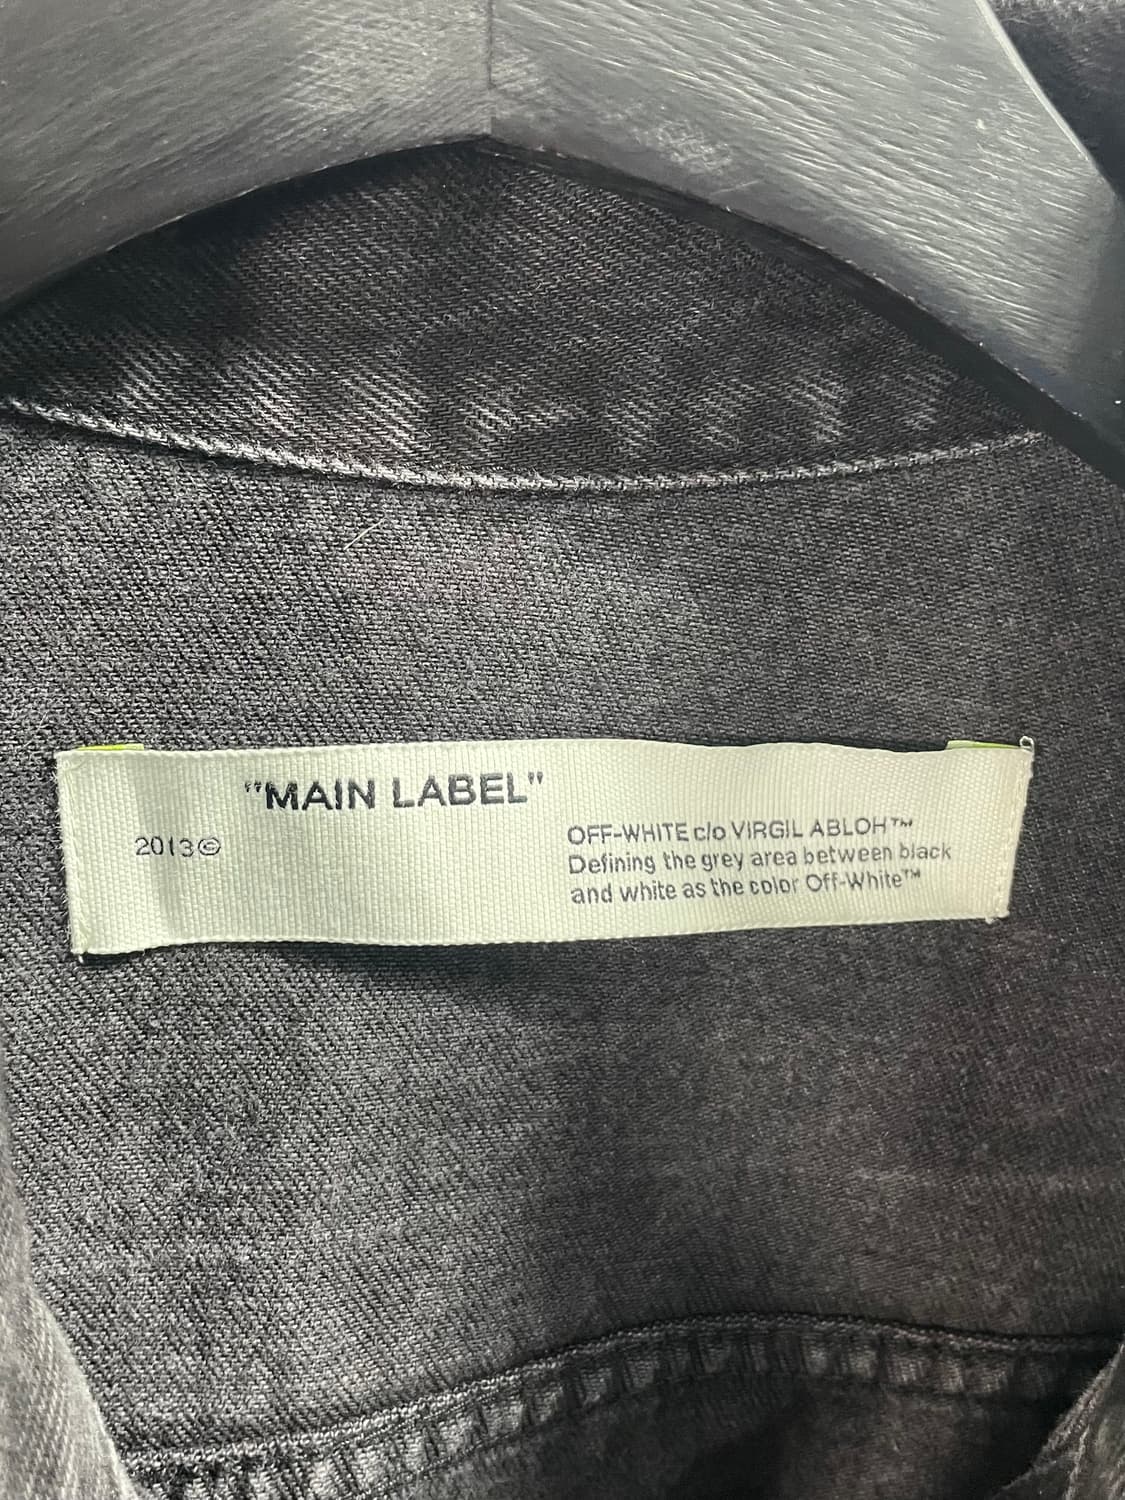 "MAIN LABEL"
2013©
OFF-WHITE c/o VIRGIL ABLOH™
Defining the grey area between black
and white as the color Off-White™